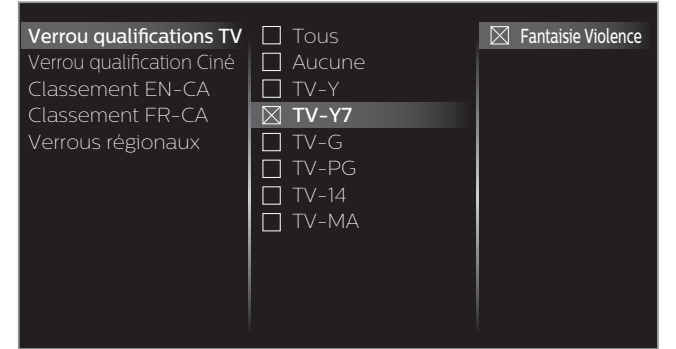 Verrou qualifications TV
Verrou qualification Ciné
Classement EN-CA
Classement FR-CA
Verrous régionaux
Tous
Aucune
TV-Y
TV-Y7
TV-G
TV-PG
TV-14
TV-MA
Fantaisie Violence